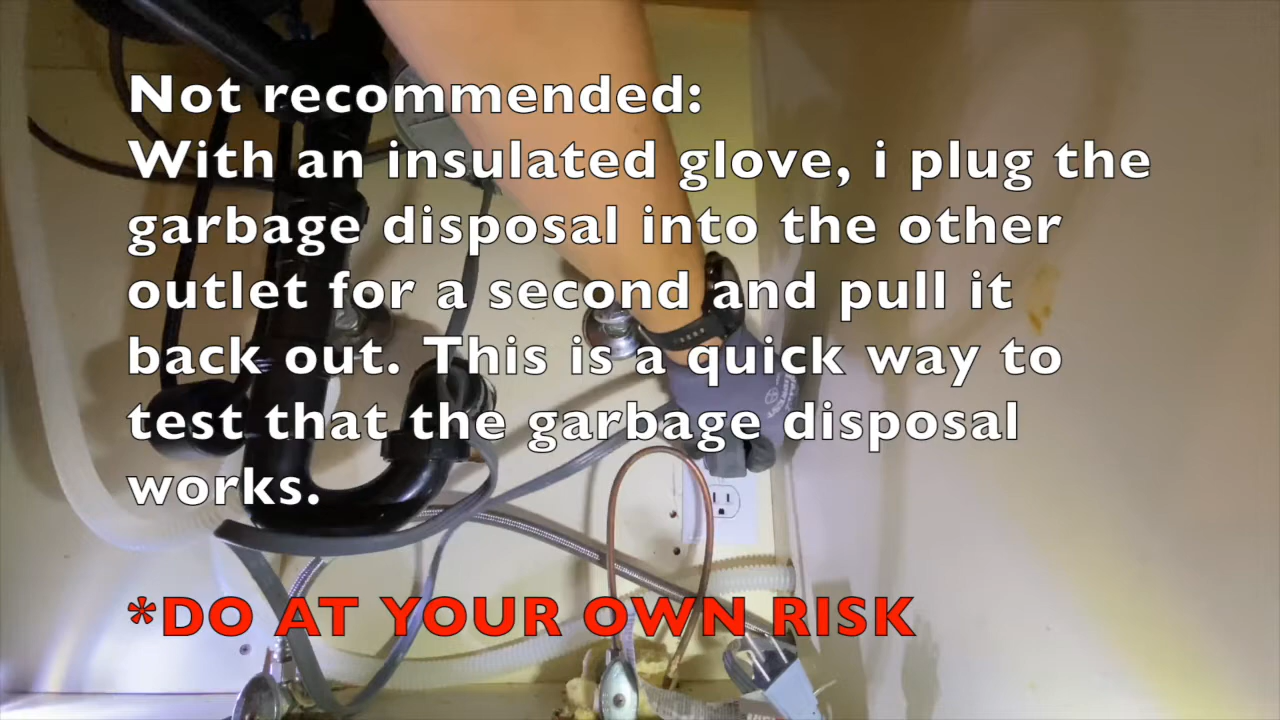 Not recommended:
With an insulated glove, i plug the
garbage disposal into the other
outlet for a second and pull it
back out. This is a quick way to
test that the garbage disposal
works.
*DO AT YOUR OWN RISK